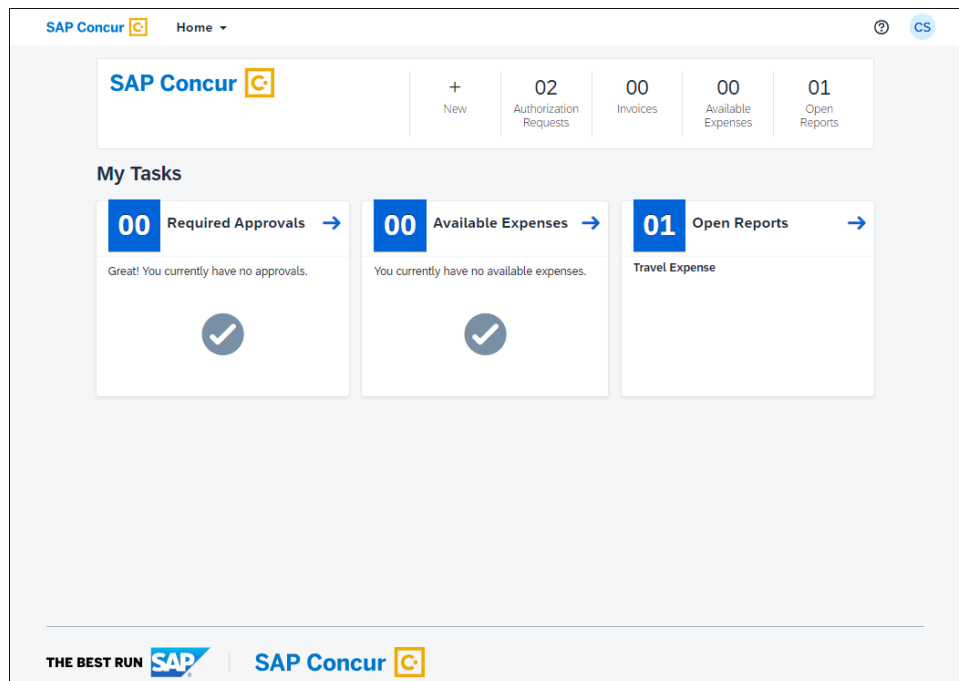 SAP Concur C Home
CS
SAP Concur C
+
New
02
Authorization
Requests
00
Invoices
00
Available
Expenses
01
Open
Reports
My Tasks
00 Required Approvals
Great! You currently have no approvals.
00 Available Expenses
You currently have no available expenses.
01 Open Reports
Travel Expense
THE BEST RUN SAP
SAP Concur C